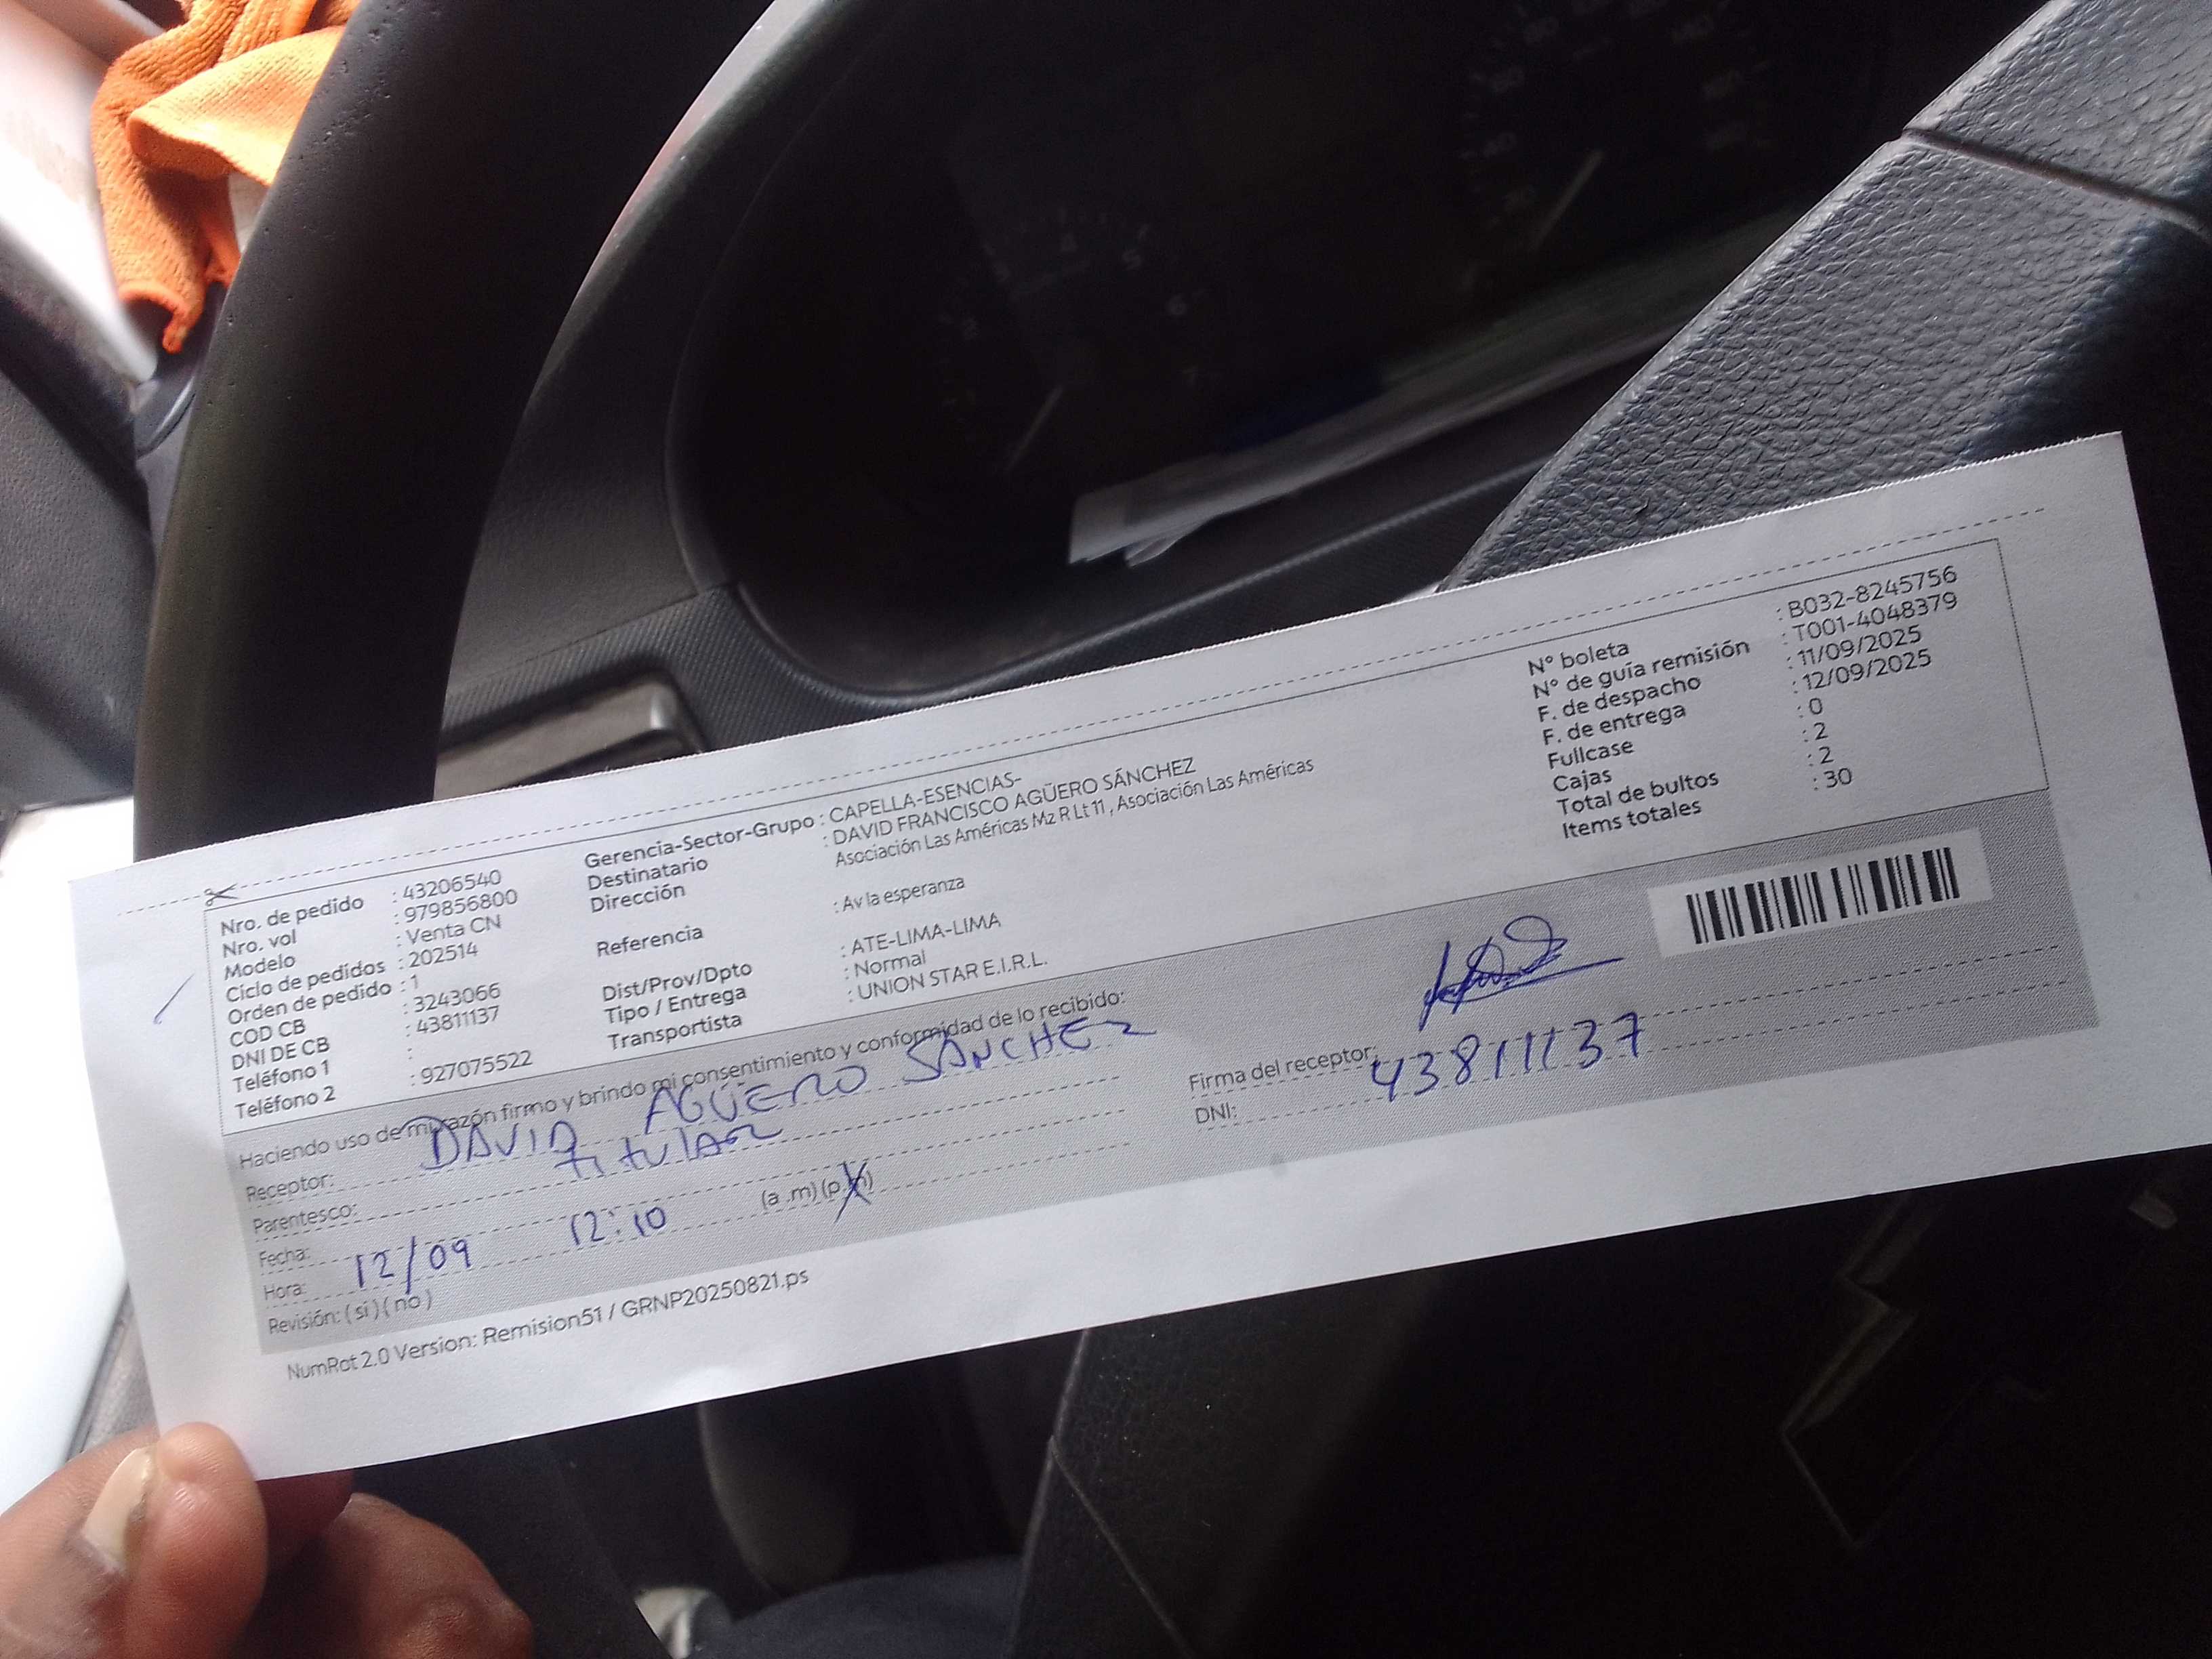 Nro. de pedido : 43206540
Nro. vol : 979856800
Modelo : Venta CN
Ciclo de pedidos : 202514
Orden de pedido : 1
COD CB : 3243066
DNI DE CB : 43811137
Teléfono 1 :
Teléfono 2 : 927075522
Gerencia-Sector-Grupo : CAPELLA-ESENCIAS-
Destinatario : DAVID FRANCISCO AGÜERO SÁNCHEZ
Dirección Asociación Las Américas Mz R Lt 11 , Asociación Las Américas
Referencia : Av la esperanza
Dist/Prov/Dpto : ATE-LIMA-LIMA
Tipo / Entrega : Normal
Transportista : UNION STAR E.I.R.L.
N° boleta : B032-8245756
N° de guía remisión : T001-4048379
F. de despacho : 11/09/2025
F. de entrega : 12/09/2025
Fullcase : 0
Cajas : 2
Total de bultos : 2
Items totales : 30
Haciendo uso de mi razón firmo y brindo mi consentimiento y conformidad de lo recibido:
Receptor: DAVID AGÜERO SANCHEZ
Parentesco: titular
Fecha: 12/09
Hora: 12:10 (a .m) (p.m)
Revisión: ( si ) ( no )
Firma del receptor:
DNI: 43811137
NumRot 2.0 Version: Remision51 / GRNP20250821.ps